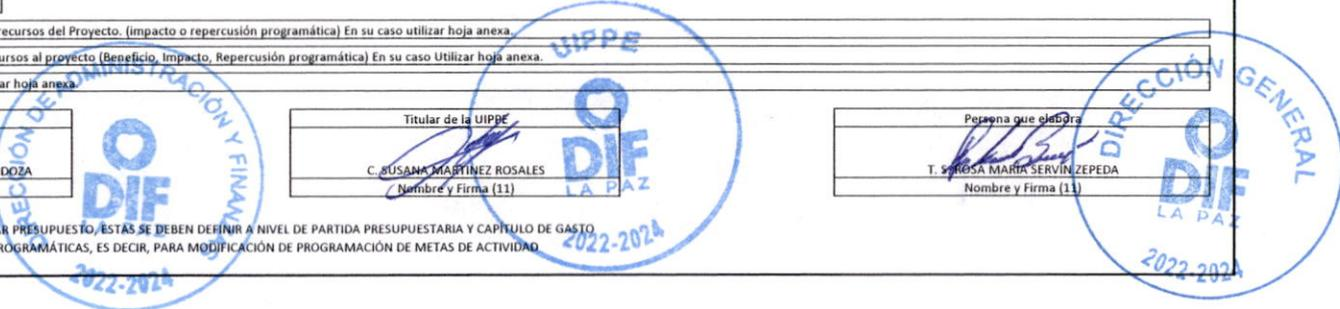 ecursos del Proyecto. (impacto o repercusión programática) En su caso utilizar hoja anexa.
ursos al proyecto (Beneficio, Impacto, Repercusión programática) En su caso Utilizar hoja anexa.
ar hoja anexa.
DIRECCIÓN DE ADMINISTRACIÓN Y FINANZAS
DIF
LA PAZ
2022-2024
DOZA
UIPPE
DIF
LA PAZ
2022-2024
Titular de la UIPPE
C. SUSANA MARTINEZ ROSALES
Nombre y Firma (11)
Persona que elabora
T. S. ROSA MARIA SERVIN ZEPEDA
Nombre y Firma (11)
DIRECCIÓN GENERAL
DIF
LA PAZ
2022-2024
R PRESUPUESTO, ESTAS SE DEBEN DEFINIR A NIVEL DE PARTIDA PRESUPUESTARIA Y CAPITULO DE GASTO
ROGRAMÁTICAS, ES DECIR, PARA MODIFICACIÓN DE PROGRAMACIÓN DE METAS DE ACTIVIDAD